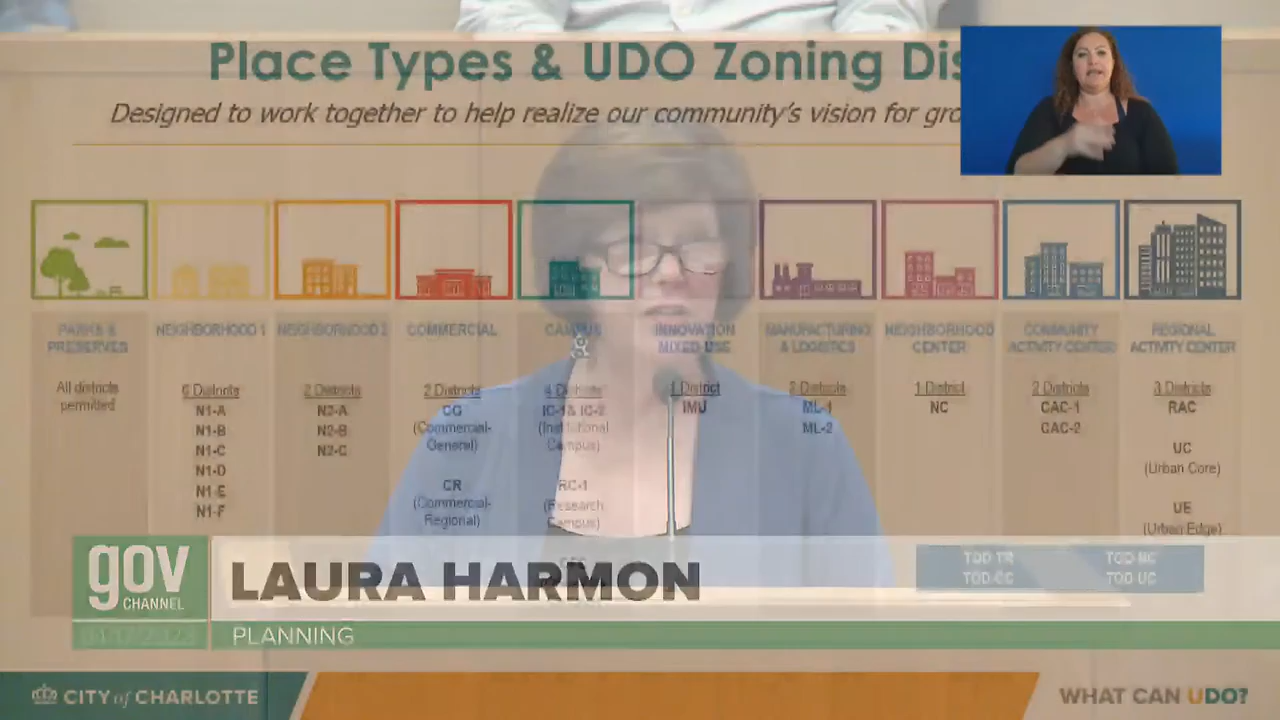 Place Types & UDO Zoning Dis
Designed to work together to help realize our community's vision for gro
PARKS & PRESERVES
All districts permitted
NEIGHBORHOOD 1
6 Districts
N1-A
N1-B
N1-C
N1-D
N1-E
N1-F
NEIGHBORHOOD 2
2 Districts
N2-A
N2-B
N2-C
COMMERCIAL
2 Districts
CG
(Commercial-
General)
CR
(Commercial-
Regional)
CAMPUS
4 Districts
IC-1 & IC-2
(Institutional
Campus)
RC-1
(Research
Campus)
INNOVATION
MIXED-USE
1 District
IMU
MANUFACTURING
& LOGISTICS
2 Districts
ML-1
ML-2
NEIGHBORHOOD
CENTER
1 District
NC
COMMUNITY
ACTIVITY CENTER
2 Districts
CAC-1
CAC-2
REGIONAL
ACTIVITY CENTER
3 Districts
RAC
UC
(Urban Core)
UE
(Urban Edge)
TOD-TR TOD-NC
TOD-CC TOD-UC
gov
CHANNEL
LAURA HARMON
PLANNING
CITY of CHARLOTTE
WHAT CAN UDO?